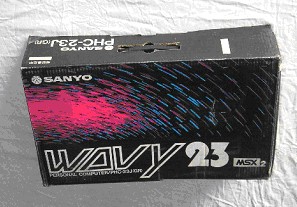 SANYO
PHC-23J(GR)
SANYO
WAVY 23
PERSONAL COMPUTER/PHC-23J(GR)
MSX2